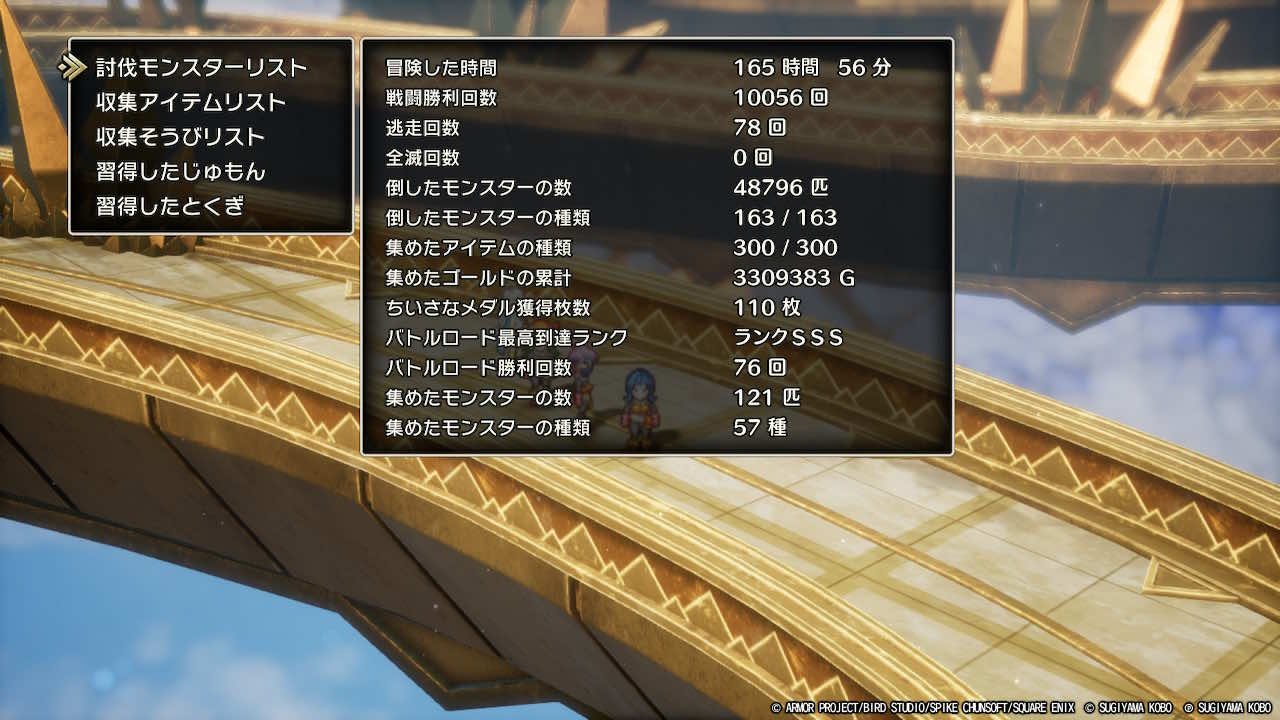 討伐モンスターリスト
収集アイテムリスト
収集そうびリスト
習得したじゅもん
習得したとくぎ
冒険した時間 165 時間 56 分
戦闘勝利回数 10056 回
逃走回数 78 回
全滅回数 0 回
倒したモンスターの数 48796 匹
倒したモンスターの種類 163 / 163
集めたアイテムの種類 300 / 300
集めたゴールドの累計 3309383 G
ちいさなメダル獲得枚数 110 枚
バトルロード最高到達ランク ランクＳＳＳ
バトルロード勝利回数 76 回
集めたモンスターの数 121 匹
集めたモンスターの種類 57 種
© ARMOR PROJECT/BIRD STUDIO/SPIKE CHUNSOFT/SQUARE ENIX © SUGIYAMA KOBO ℗ SUGIYAMA KOBO